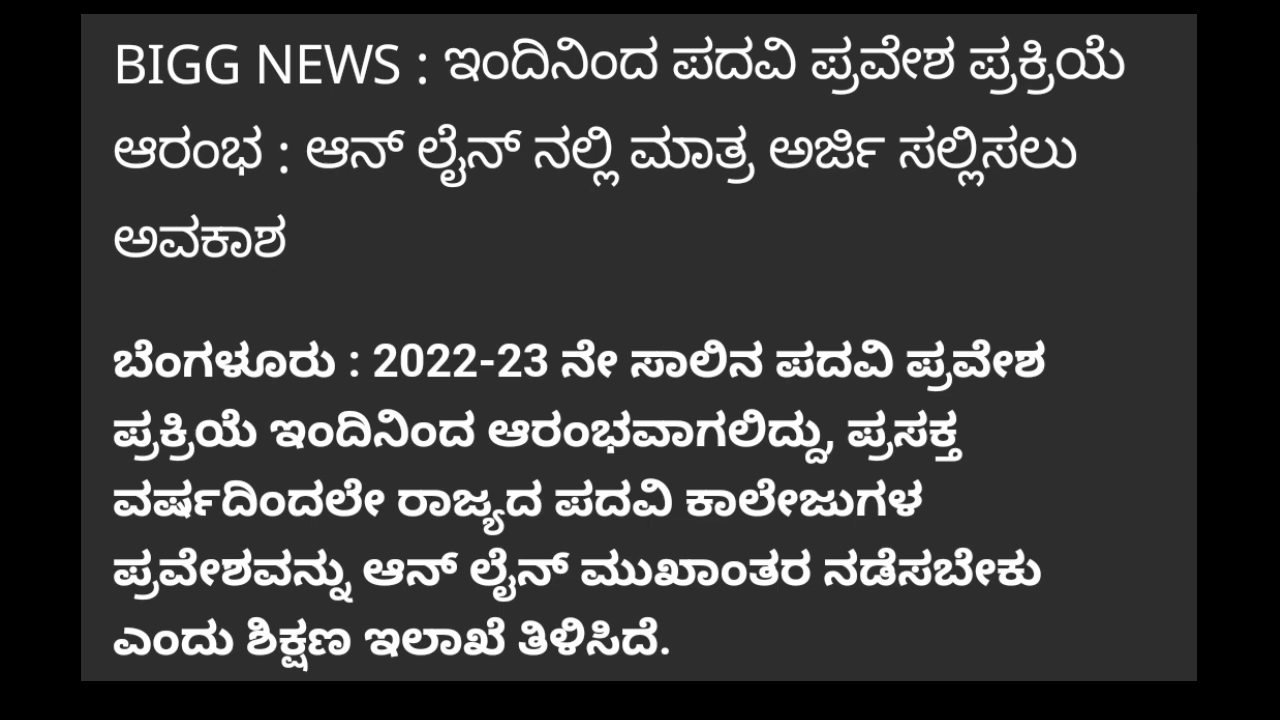 BIGG NEWS : ಇಂದಿನಿಂದ ಪದವಿ ಪ್ರವೇಶ ಪ್ರಕ್ರಿಯೆ
ಆರಂಭ : ಆನ್ ಲೈನ್ ನಲ್ಲಿ ಮಾತ್ರ ಅರ್ಜಿ ಸಲ್ಲಿಸಲು
ಅವಕಾಶ
ಬೆಂಗಳೂರು : 2022-23 ನೇ ಸಾಲಿನ ಪದವಿ ಪ್ರವೇಶ
ಪ್ರಕ್ರಿಯೆ ಇಂದಿನಿಂದ ಆರಂಭವಾಗಲಿದ್ದು, ಪ್ರಸಕ್ತ
ವರ್ಷದಿಂದಲೇ ರಾಜ್ಯದ ಪದವಿ ಕಾಲೇಜುಗಳ
ಪ್ರವೇಶವನ್ನು ಆನ್ ಲೈನ್ ಮುಖಾಂತರ ನಡೆಸಬೇಕು
ಎಂದು ಶಿಕ್ಷಣ ಇಲಾಖೆ ತಿಳಿಸಿದೆ.